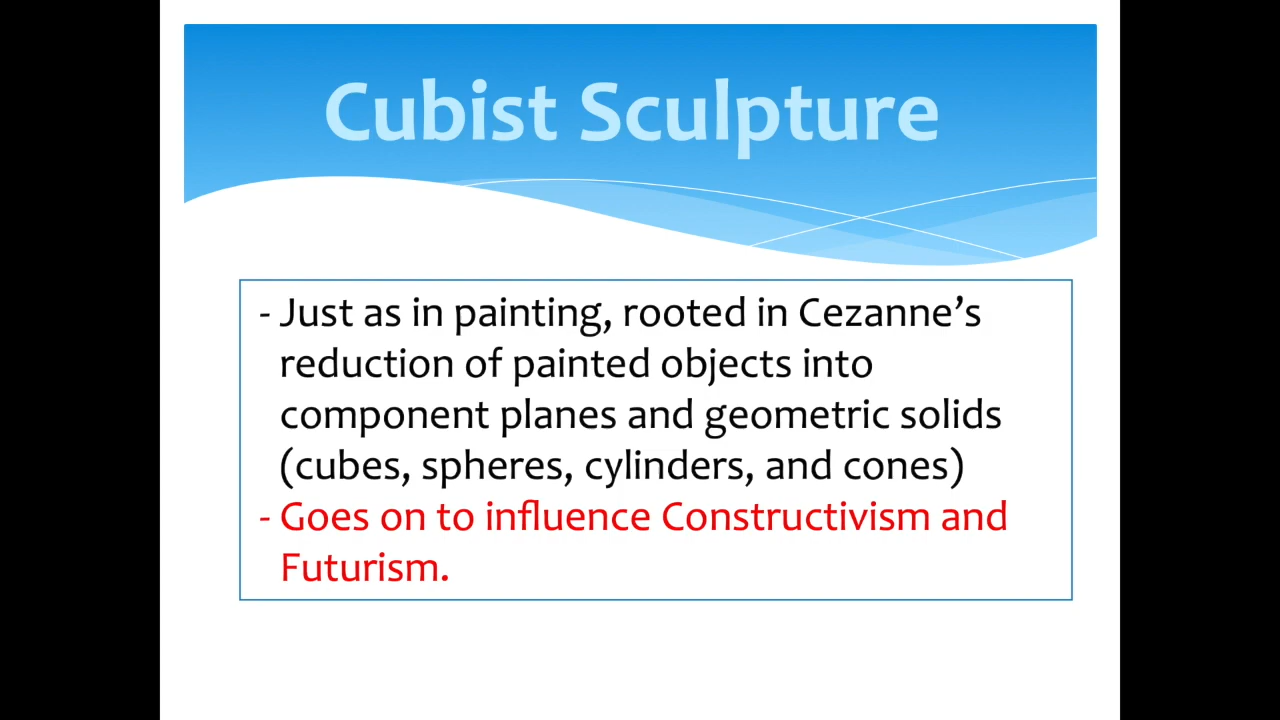 Cubist Sculpture
- Just as in painting, rooted in Cezanne’s
reduction of painted objects into
component planes and geometric solids
(cubes, spheres, cylinders, and cones)
- Goes on to influence Constructivism and
Futurism.